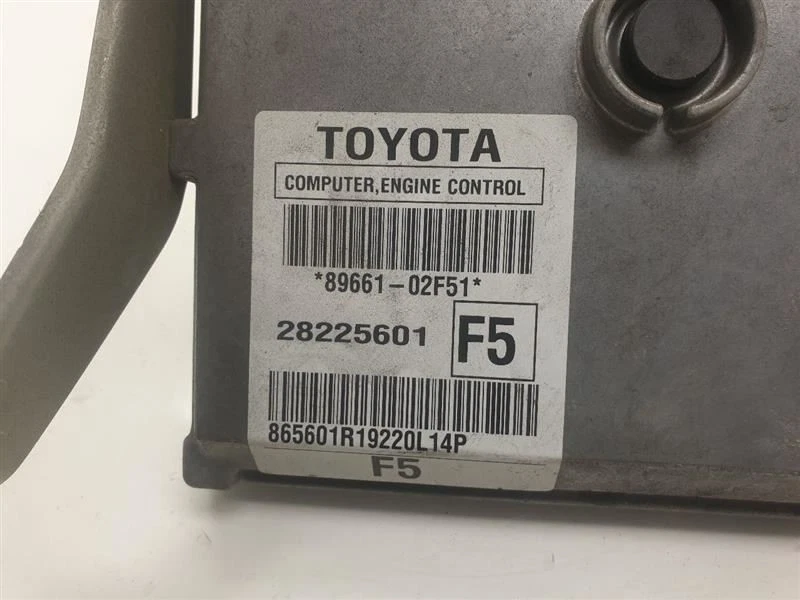 TOYOTA
COMPUTER,ENGINE CONTROL
*89661-02F51*
28225601 F5
865601R19220L14P
F5